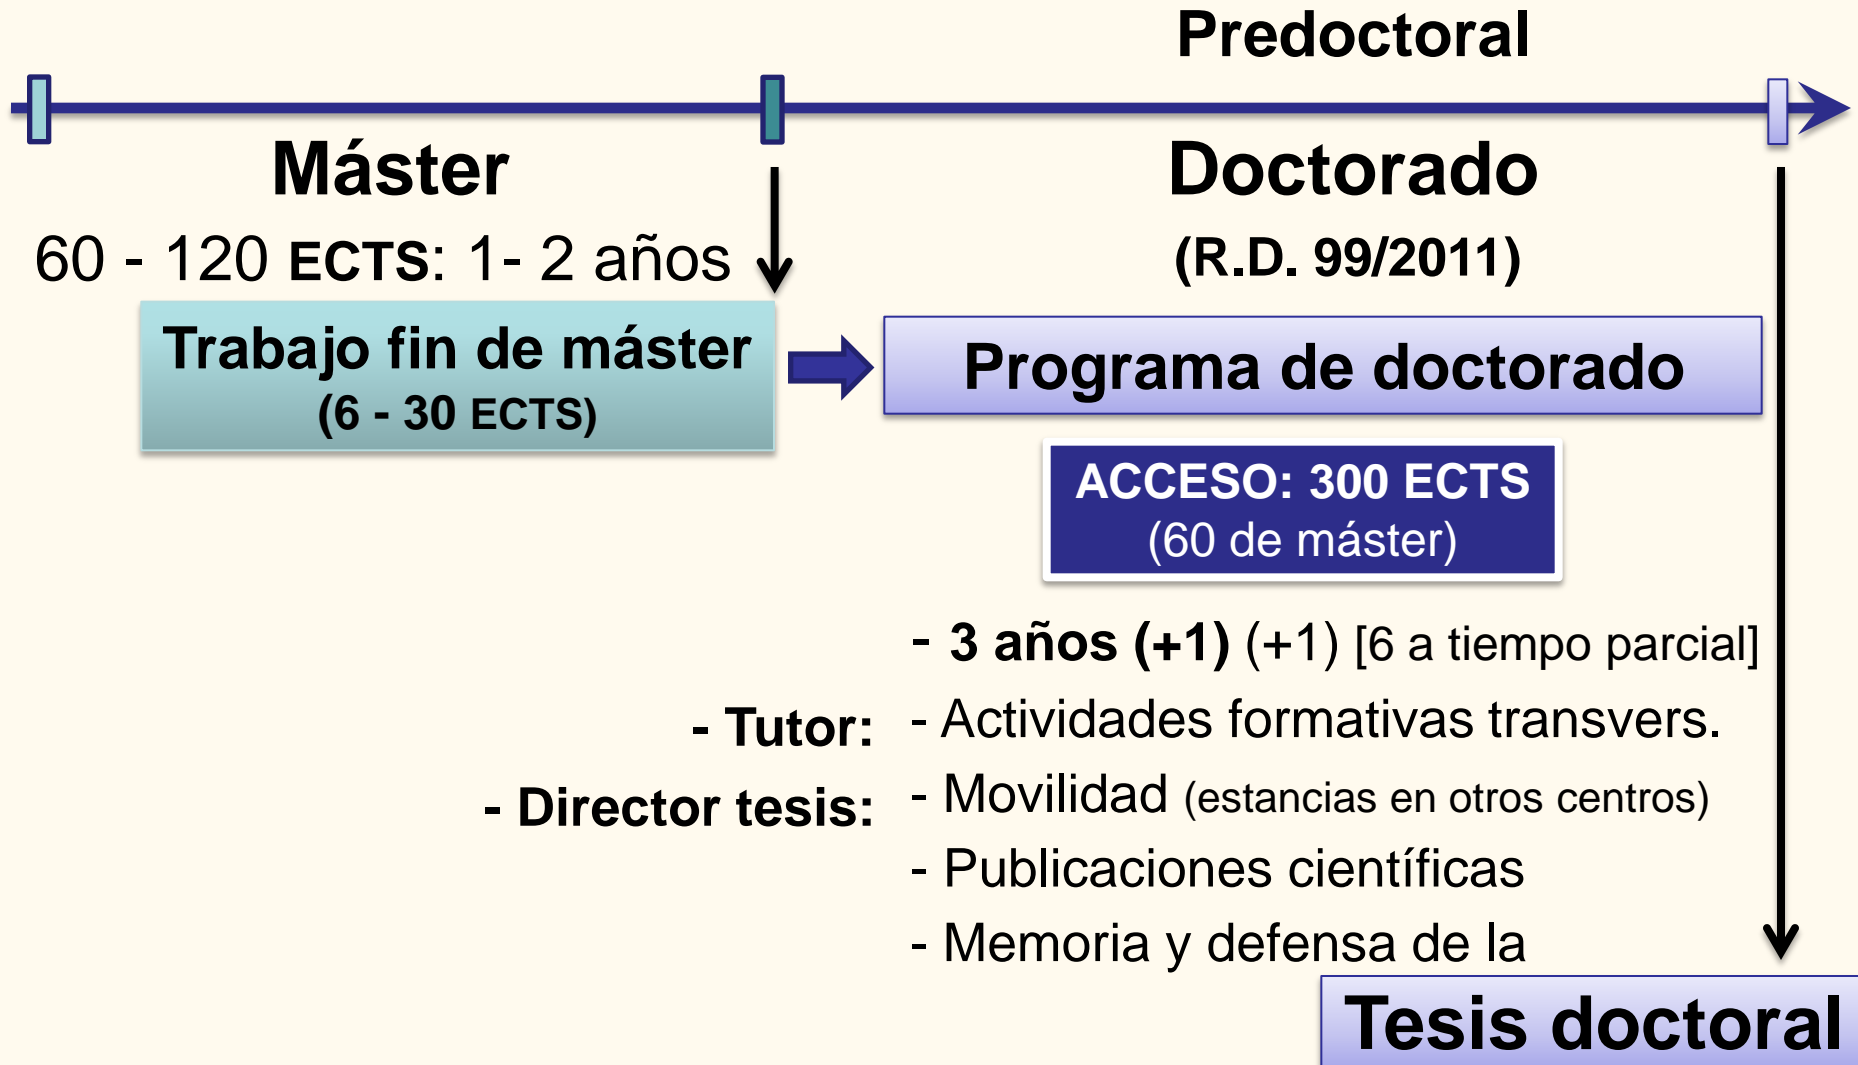 Predoctoral
Máster
60 - 120 ECTS: 1- 2 años
Trabajo fin de máster
(6 - 30 ECTS)
Doctorado
(R.D. 99/2011)
Programa de doctorado
ACCESO: 300 ECTS
(60 de máster)
- Tutor:
- Director tesis:
- 3 años (+1) (+1) [6 a tiempo parcial]
- Actividades formativas transvers.
- Movilidad (estancias en otros centros)
- Publicaciones científicas
- Memoria y defensa de la
Tesis doctoral